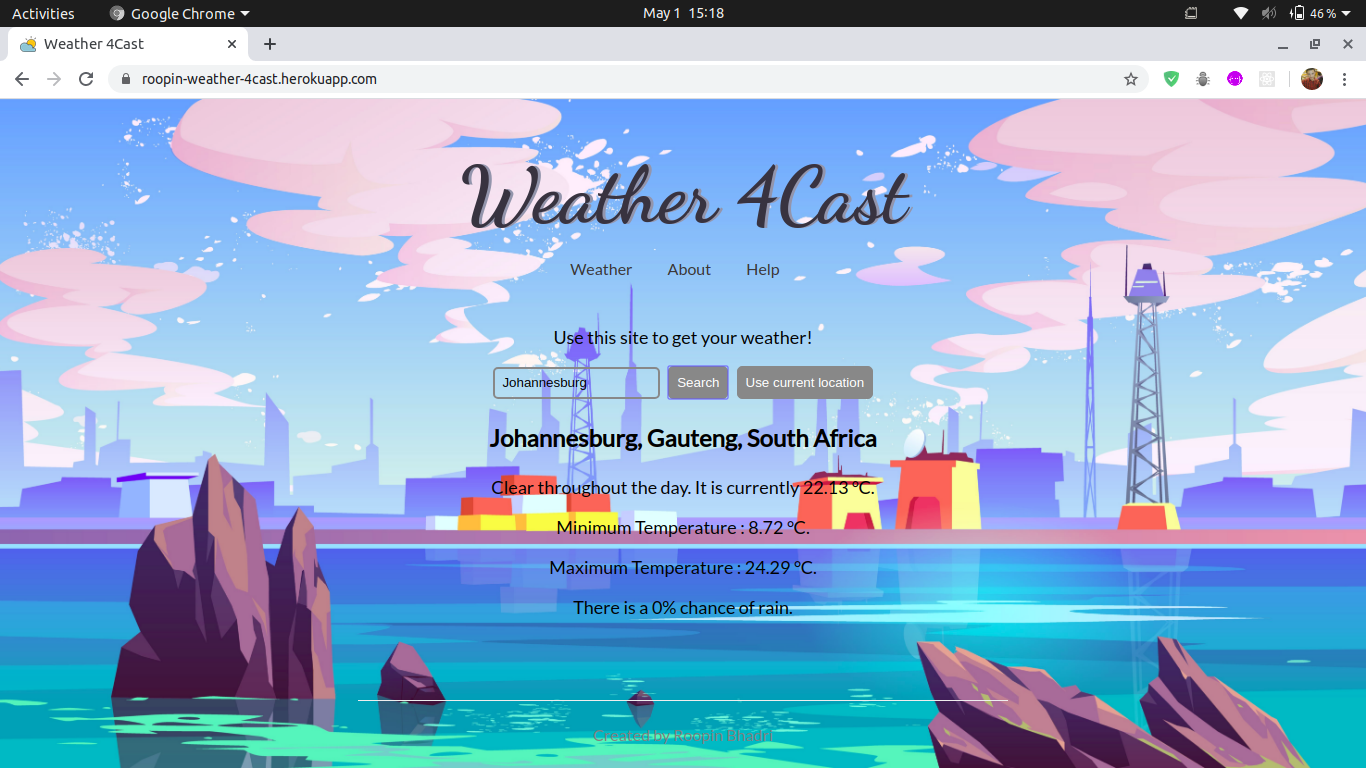 Activities Google Chrome May 1 15:18 46 %
Weather 4Cast
roopin-weather-4cast.herokuapp.com
Weather 4Cast
Weather About Help
Use this site to get your weather!
Johannesburg Search Use current location
Johannesburg, Gauteng, South Africa
Clear throughout the day. It is currently 22.13 °C.
Minimum Temperature : 8.72 °C.
Maximum Temperature : 24.29 °C.
There is a 0% chance of rain.
Created by Roopin Bhadri